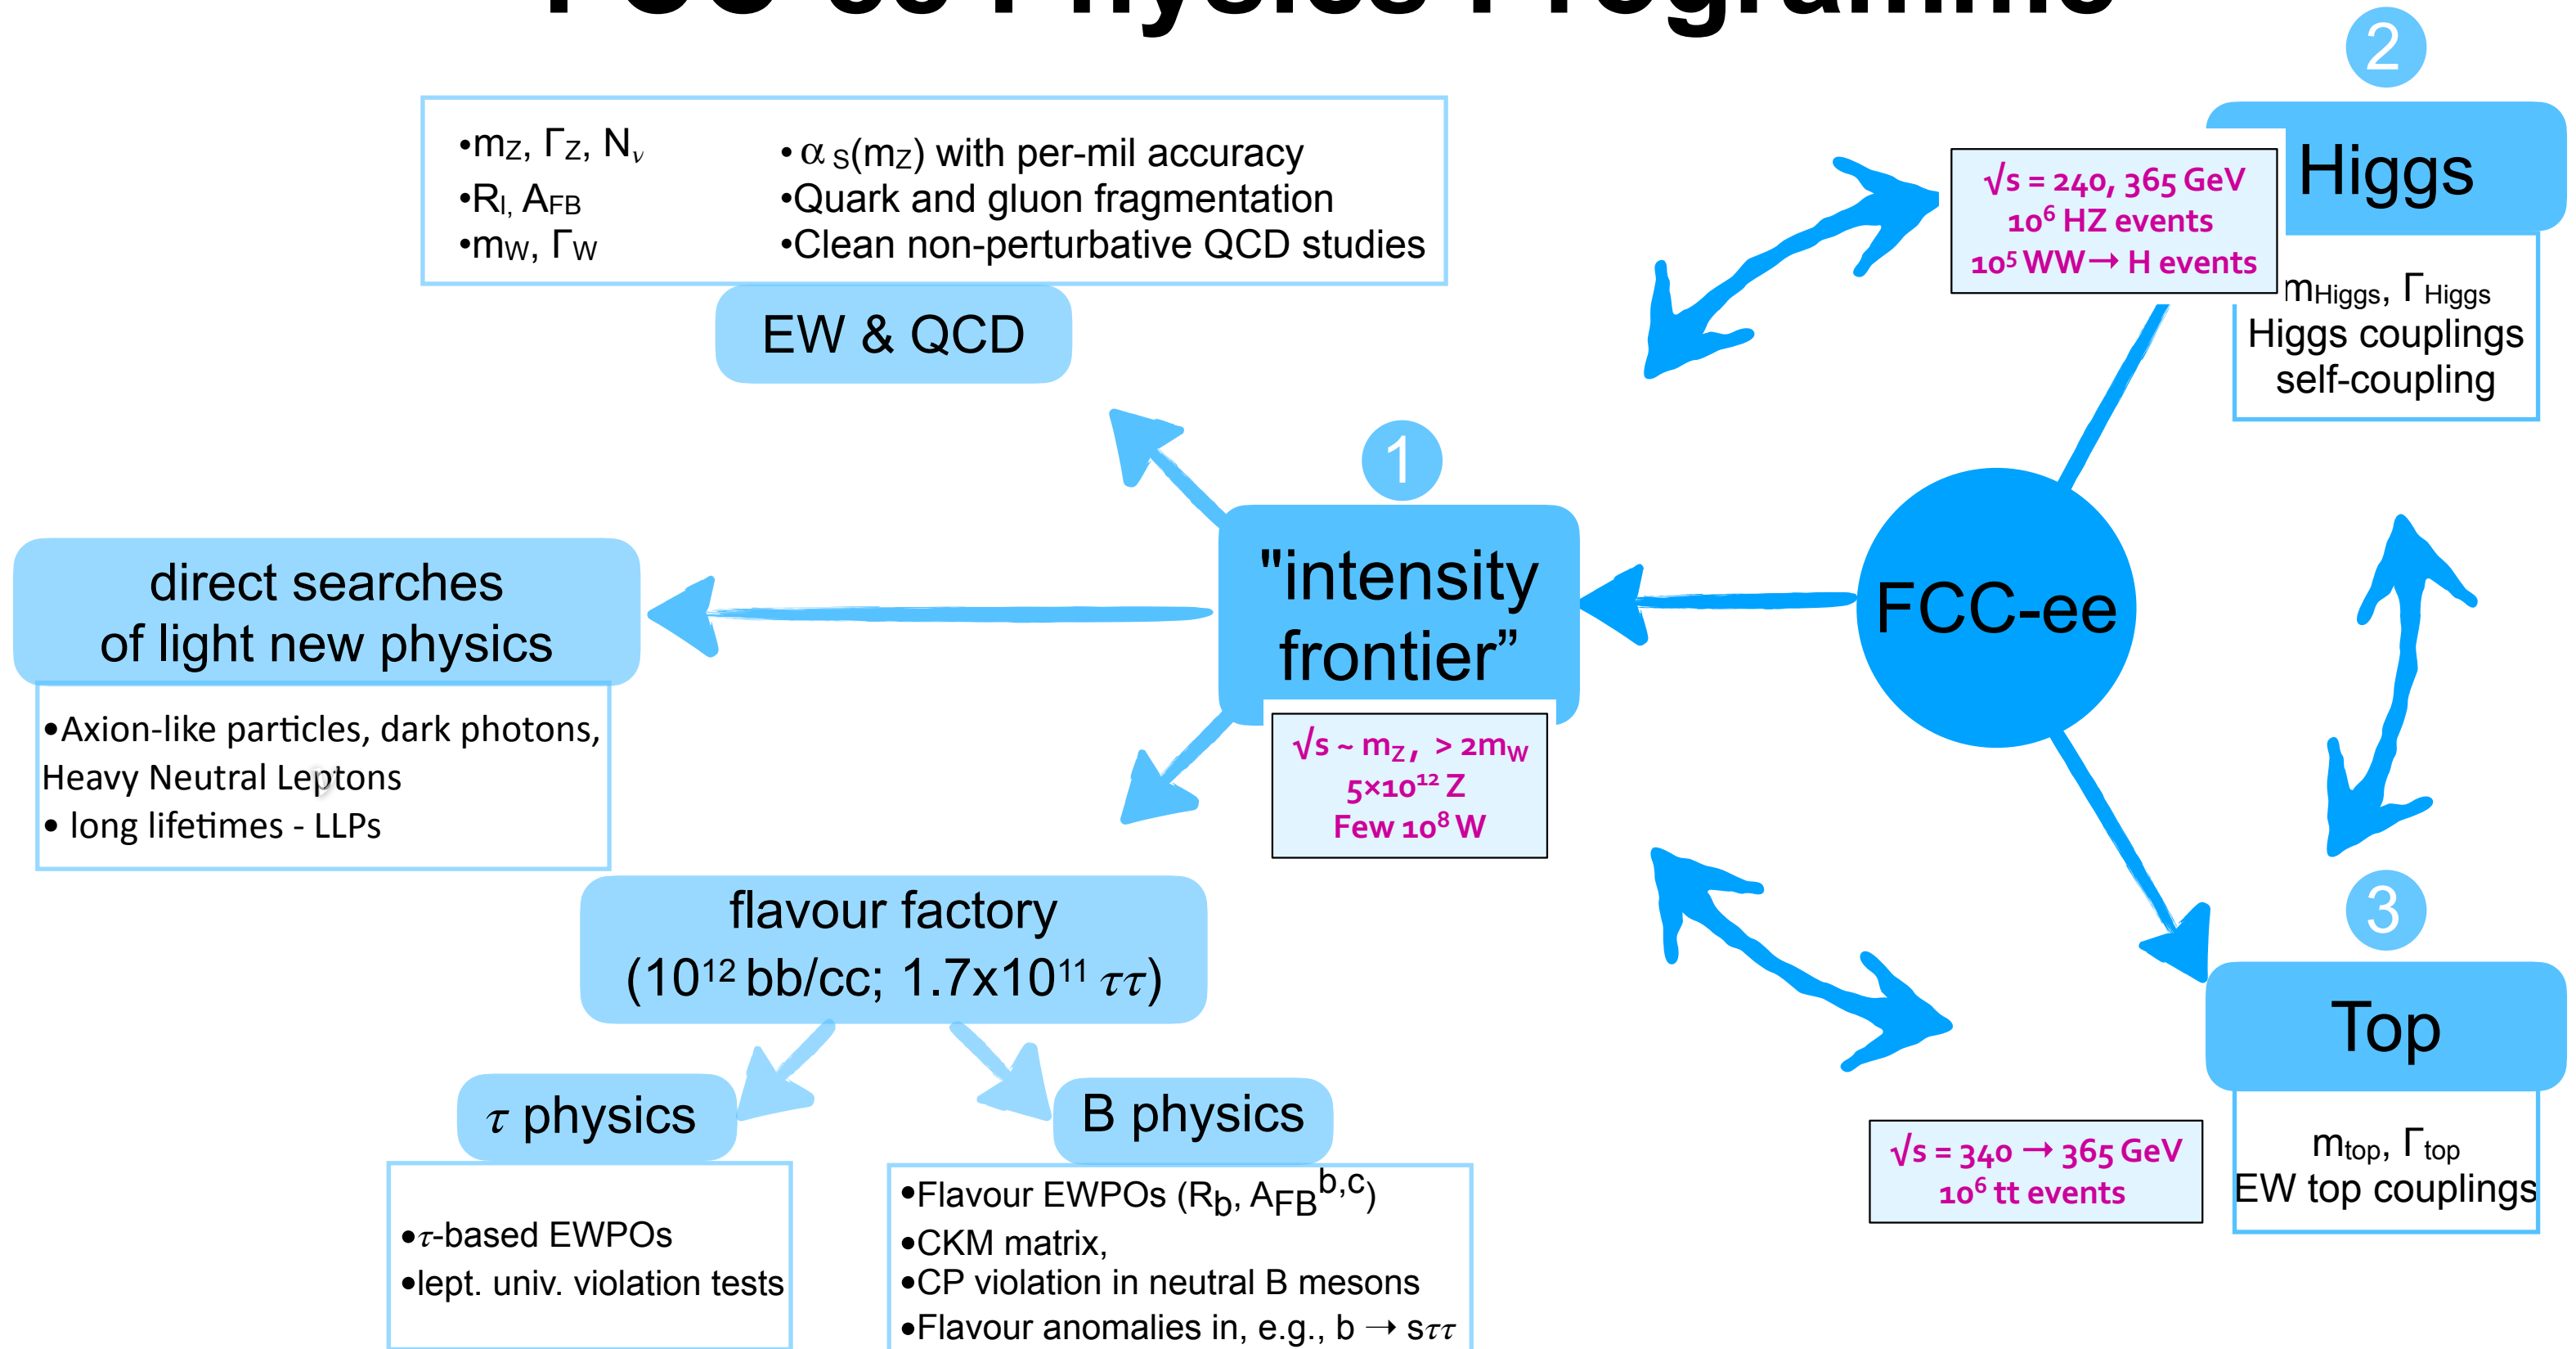 FCC-ee Physics Programme
•mZ, ΓZ, Nν
•Rl, AFB
•mW, ΓW
• αS(mZ) with per-mil accuracy
•Quark and gluon fragmentation
•Clean non-perturbative QCD studies
EW & QCD
2
Higgs
√s = 240, 365 GeV
10⁶ HZ events
10⁵ WW→ H events
mHiggs, ΓHiggs
Higgs couplings
self-coupling
1
"intensity
frontier”
√s ~ mZ, > 2mW
5×10¹² Z
Few 10⁸ W
FCC-ee
direct searches
of light new physics
•Axion-like particles, dark photons,
Heavy Neutral Leptons
• long lifetimes - LLPs
flavour factory
(10¹² bb/cc; 1.7x10¹¹ ττ)
τ physics
•τ-based EWPOs
•lept. univ. violation tests
B physics
•Flavour EWPOs (Rb, AFBb,c)
•CKM matrix,
•CP violation in neutral B mesons
•Flavour anomalies in, e.g., b → sττ
3
Top
√s = 340 → 365 GeV
10⁶ tt events
mtop, Γtop
EW top couplings